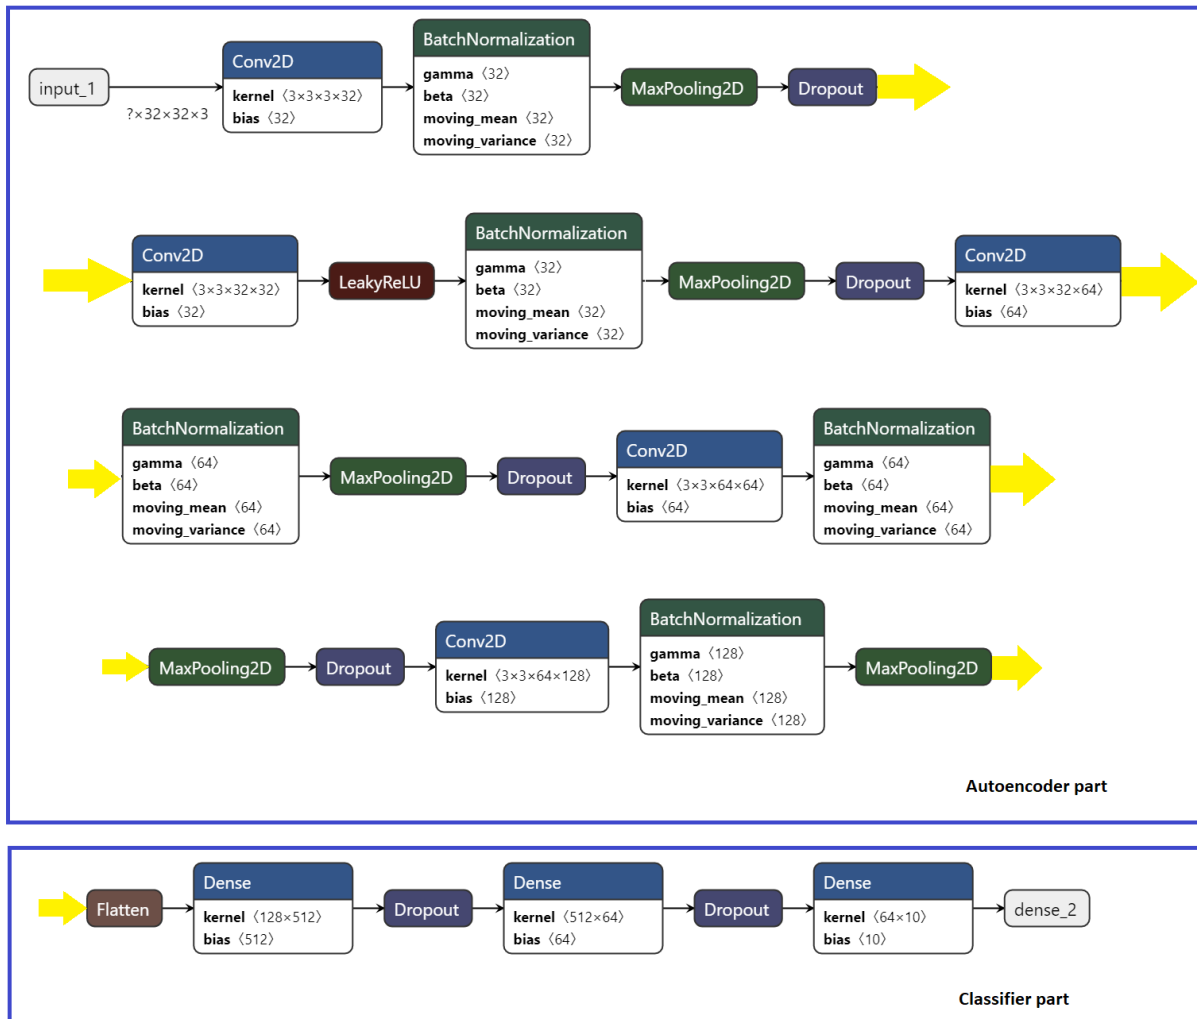 input_1
?×32×32×3
Conv2D
kernel 〈3×3×3×32〉
bias 〈32〉
BatchNormalization
gamma 〈32〉
beta 〈32〉
moving_mean 〈32〉
moving_variance 〈32〉
MaxPooling2D
Dropout
Conv2D
kernel 〈3×3×32×32〉
bias 〈32〉
LeakyReLU
BatchNormalization
gamma 〈32〉
beta 〈32〉
moving_mean 〈32〉
moving_variance 〈32〉
MaxPooling2D
Dropout
Conv2D
kernel 〈3×3×32×64〉
bias 〈64〉
BatchNormalization
gamma 〈64〉
beta 〈64〉
moving_mean 〈64〉
moving_variance 〈64〉
MaxPooling2D
Dropout
Conv2D
kernel 〈3×3×64×64〉
bias 〈64〉
BatchNormalization
gamma 〈64〉
beta 〈64〉
moving_mean 〈64〉
moving_variance 〈64〉
MaxPooling2D
Dropout
Conv2D
kernel 〈3×3×64×128〉
bias 〈128〉
BatchNormalization
gamma 〈128〉
beta 〈128〉
moving_mean 〈128〉
moving_variance 〈128〉
MaxPooling2D
Autoencoder part
Flatten
Dense
kernel 〈128×512〉
bias 〈512〉
Dropout
Dense
kernel 〈512×64〉
bias 〈64〉
Dropout
Dense
kernel 〈64×10〉
bias 〈10〉
dense_2
Classifier part